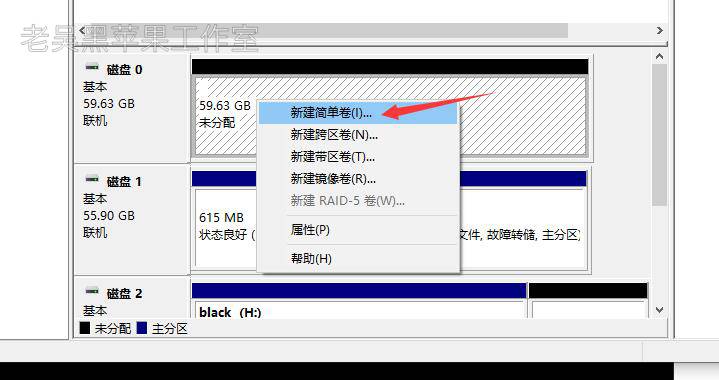 老吴黑苹果工作室
磁盘 0
基本
59.63 GB
联机
59.63 GB
未分配
新建简单卷(I)...
新建跨区卷(N)...
新建带区卷(T)...
新建镜像卷(R)...
新建 RAID-5 卷(W)...
属性(P)
帮助(H)
磁盘 1
基本
55.90 GB
联机
615 MB
状态良好 (
文件, 故障转储, 主分区)
磁盘 2
基本
black (H:)
未分配 主分区